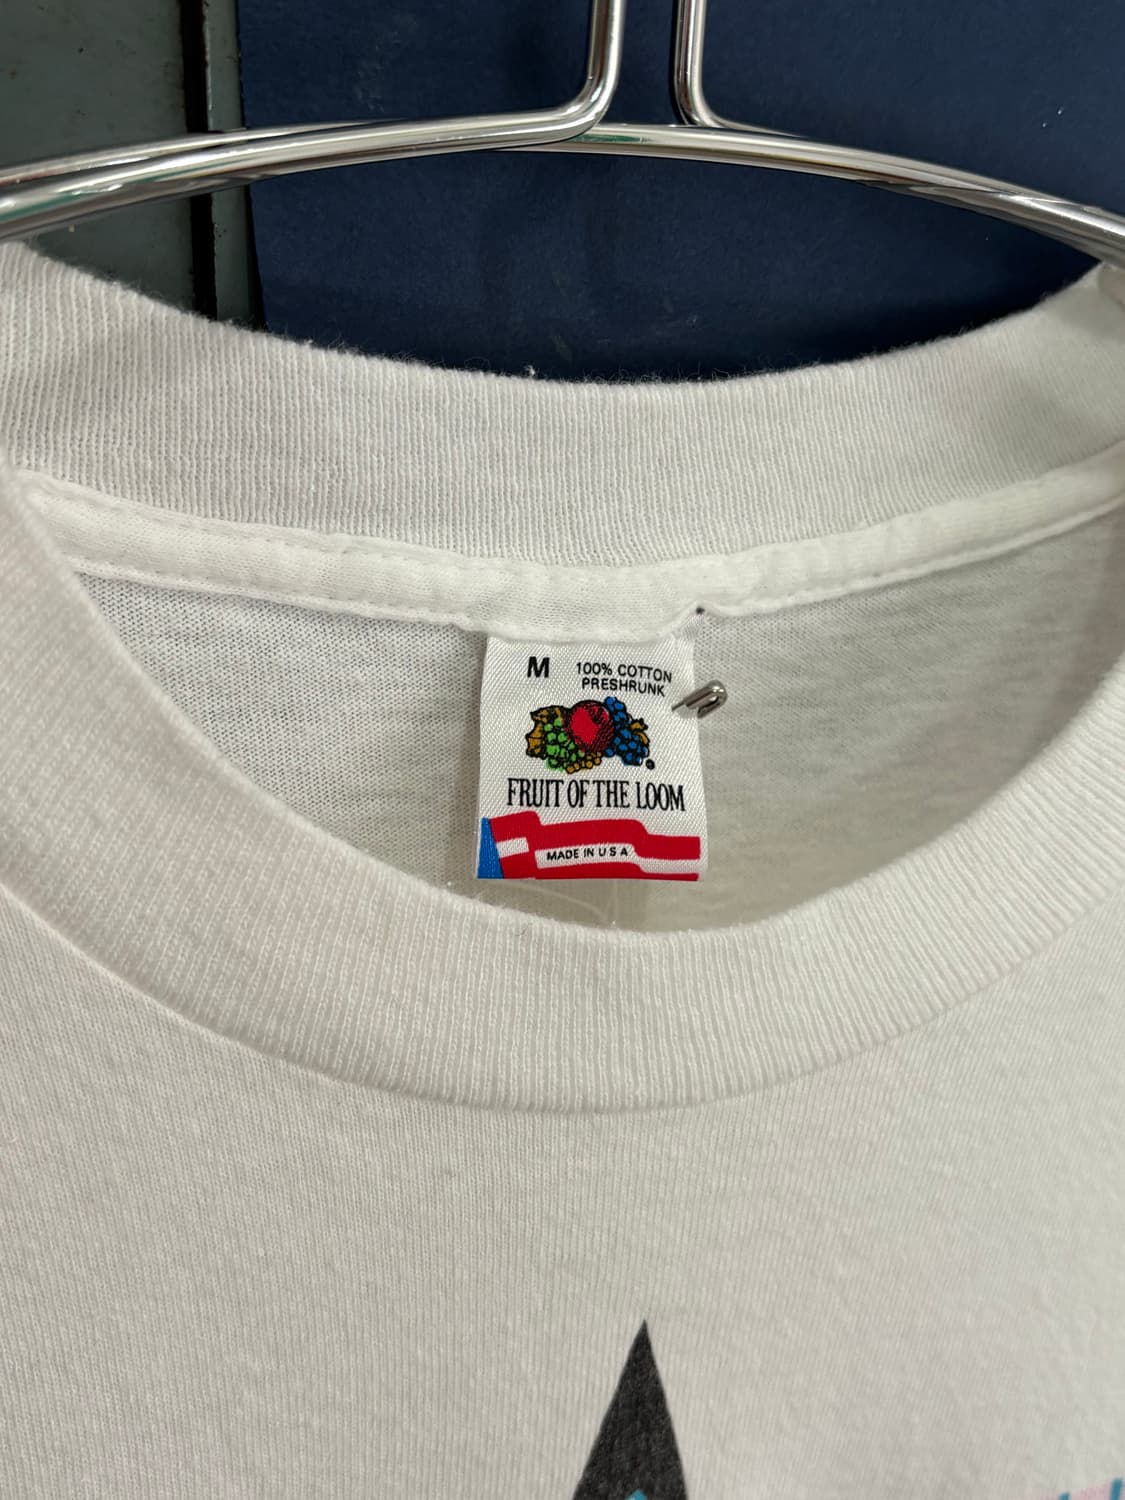 M 100% COTTON
PRESHRUNK
FRUIT OF THE LOOM
MADE IN U S A